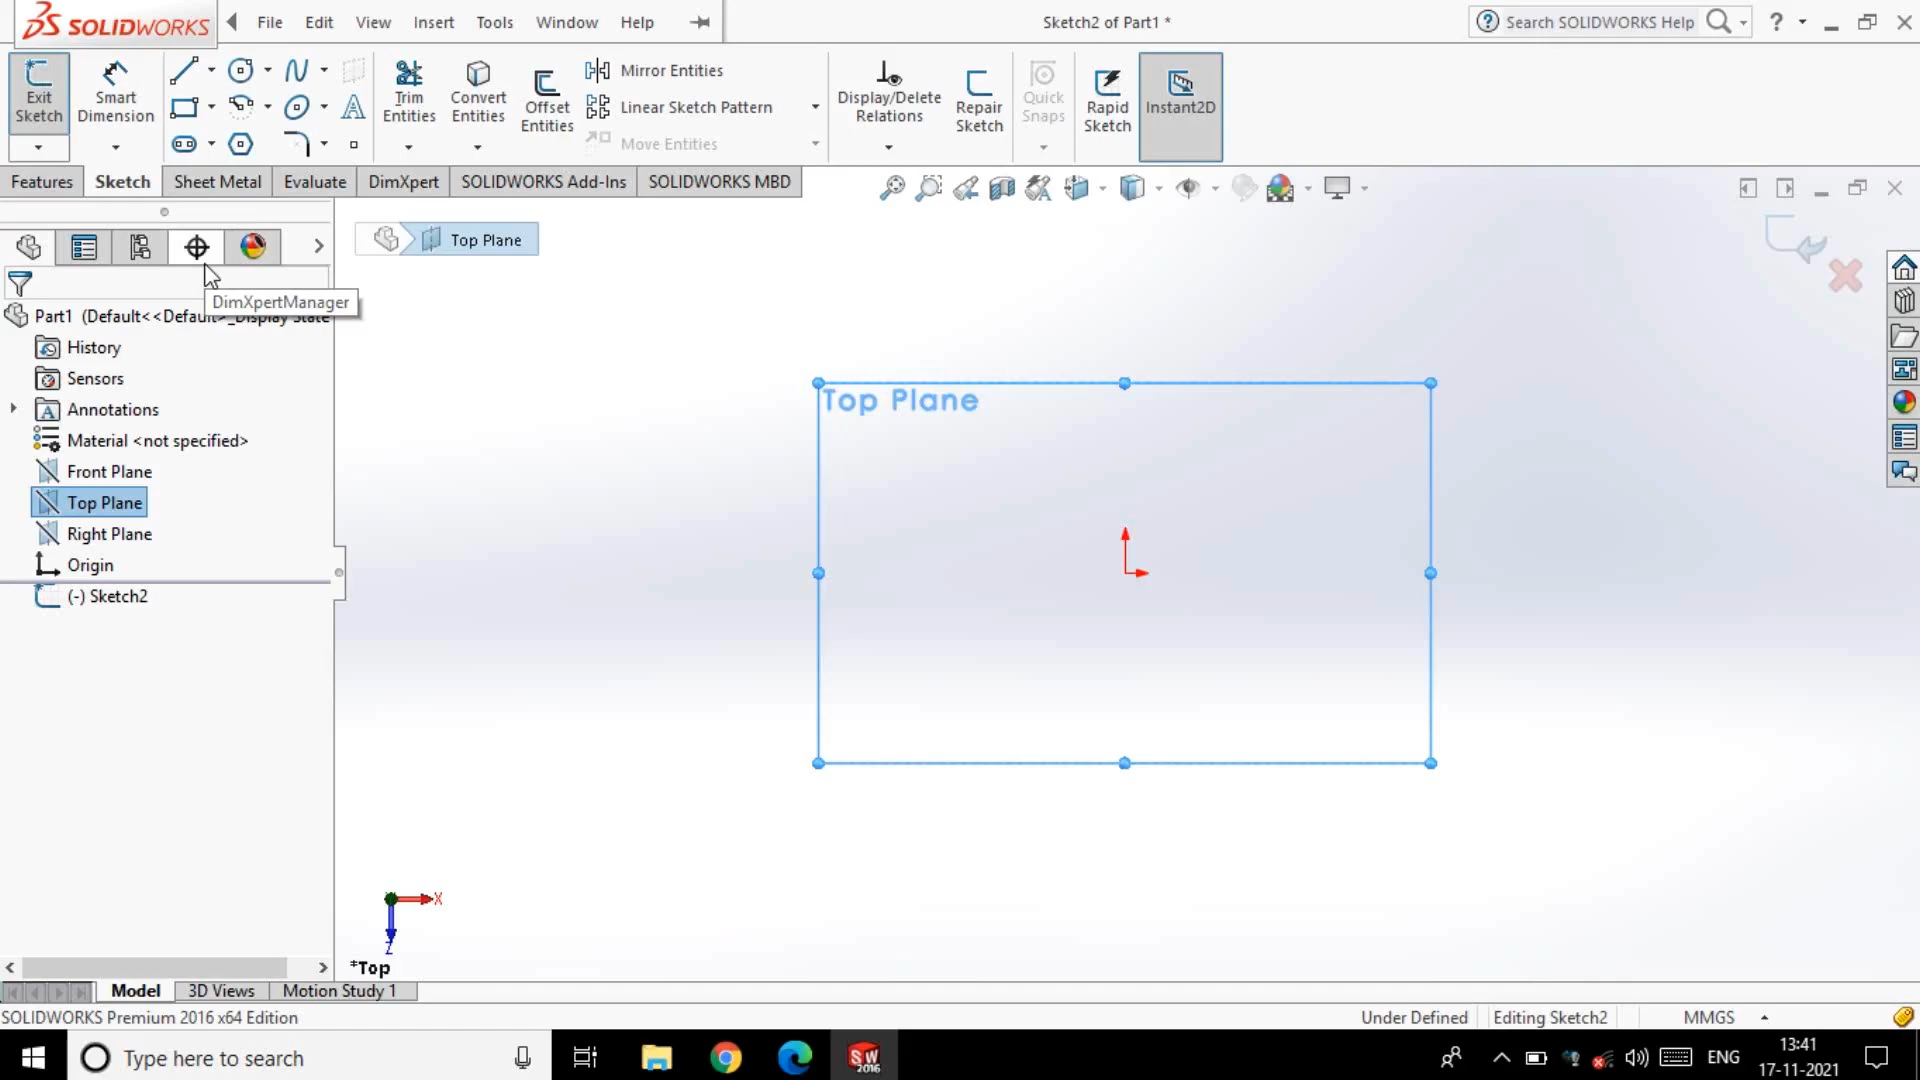 SOLIDWORKS
File Edit View Insert Tools Window Help
Sketch2 of Part1 *
Search SOLIDWORKS Help
Exit Sketch
Smart Dimension
Trim Entities
Convert Entities
Offset Entities
Mirror Entities
Linear Sketch Pattern
Move Entities
Display/Delete Relations
Repair Sketch
Quick Snaps
Rapid Sketch
Instant2D
Features Sketch Sheet Metal Evaluate DimXpert SOLIDWORKS Add-Ins SOLIDWORKS MBD
Top Plane
DimXpertManager
Part1 (Default<<Default>_Display State
History
Sensors
Annotations
Material <not specified>
Front Plane
Top Plane
Right Plane
Origin
(-) Sketch2
Top Plane
X
Z
*Top
Model 3D Views Motion Study 1
SOLIDWORKS Premium 2016 x64 Edition
Under Defined Editing Sketch2 MMGS
Type here to search
SW 2016
ENG
13:41
17-11-2021